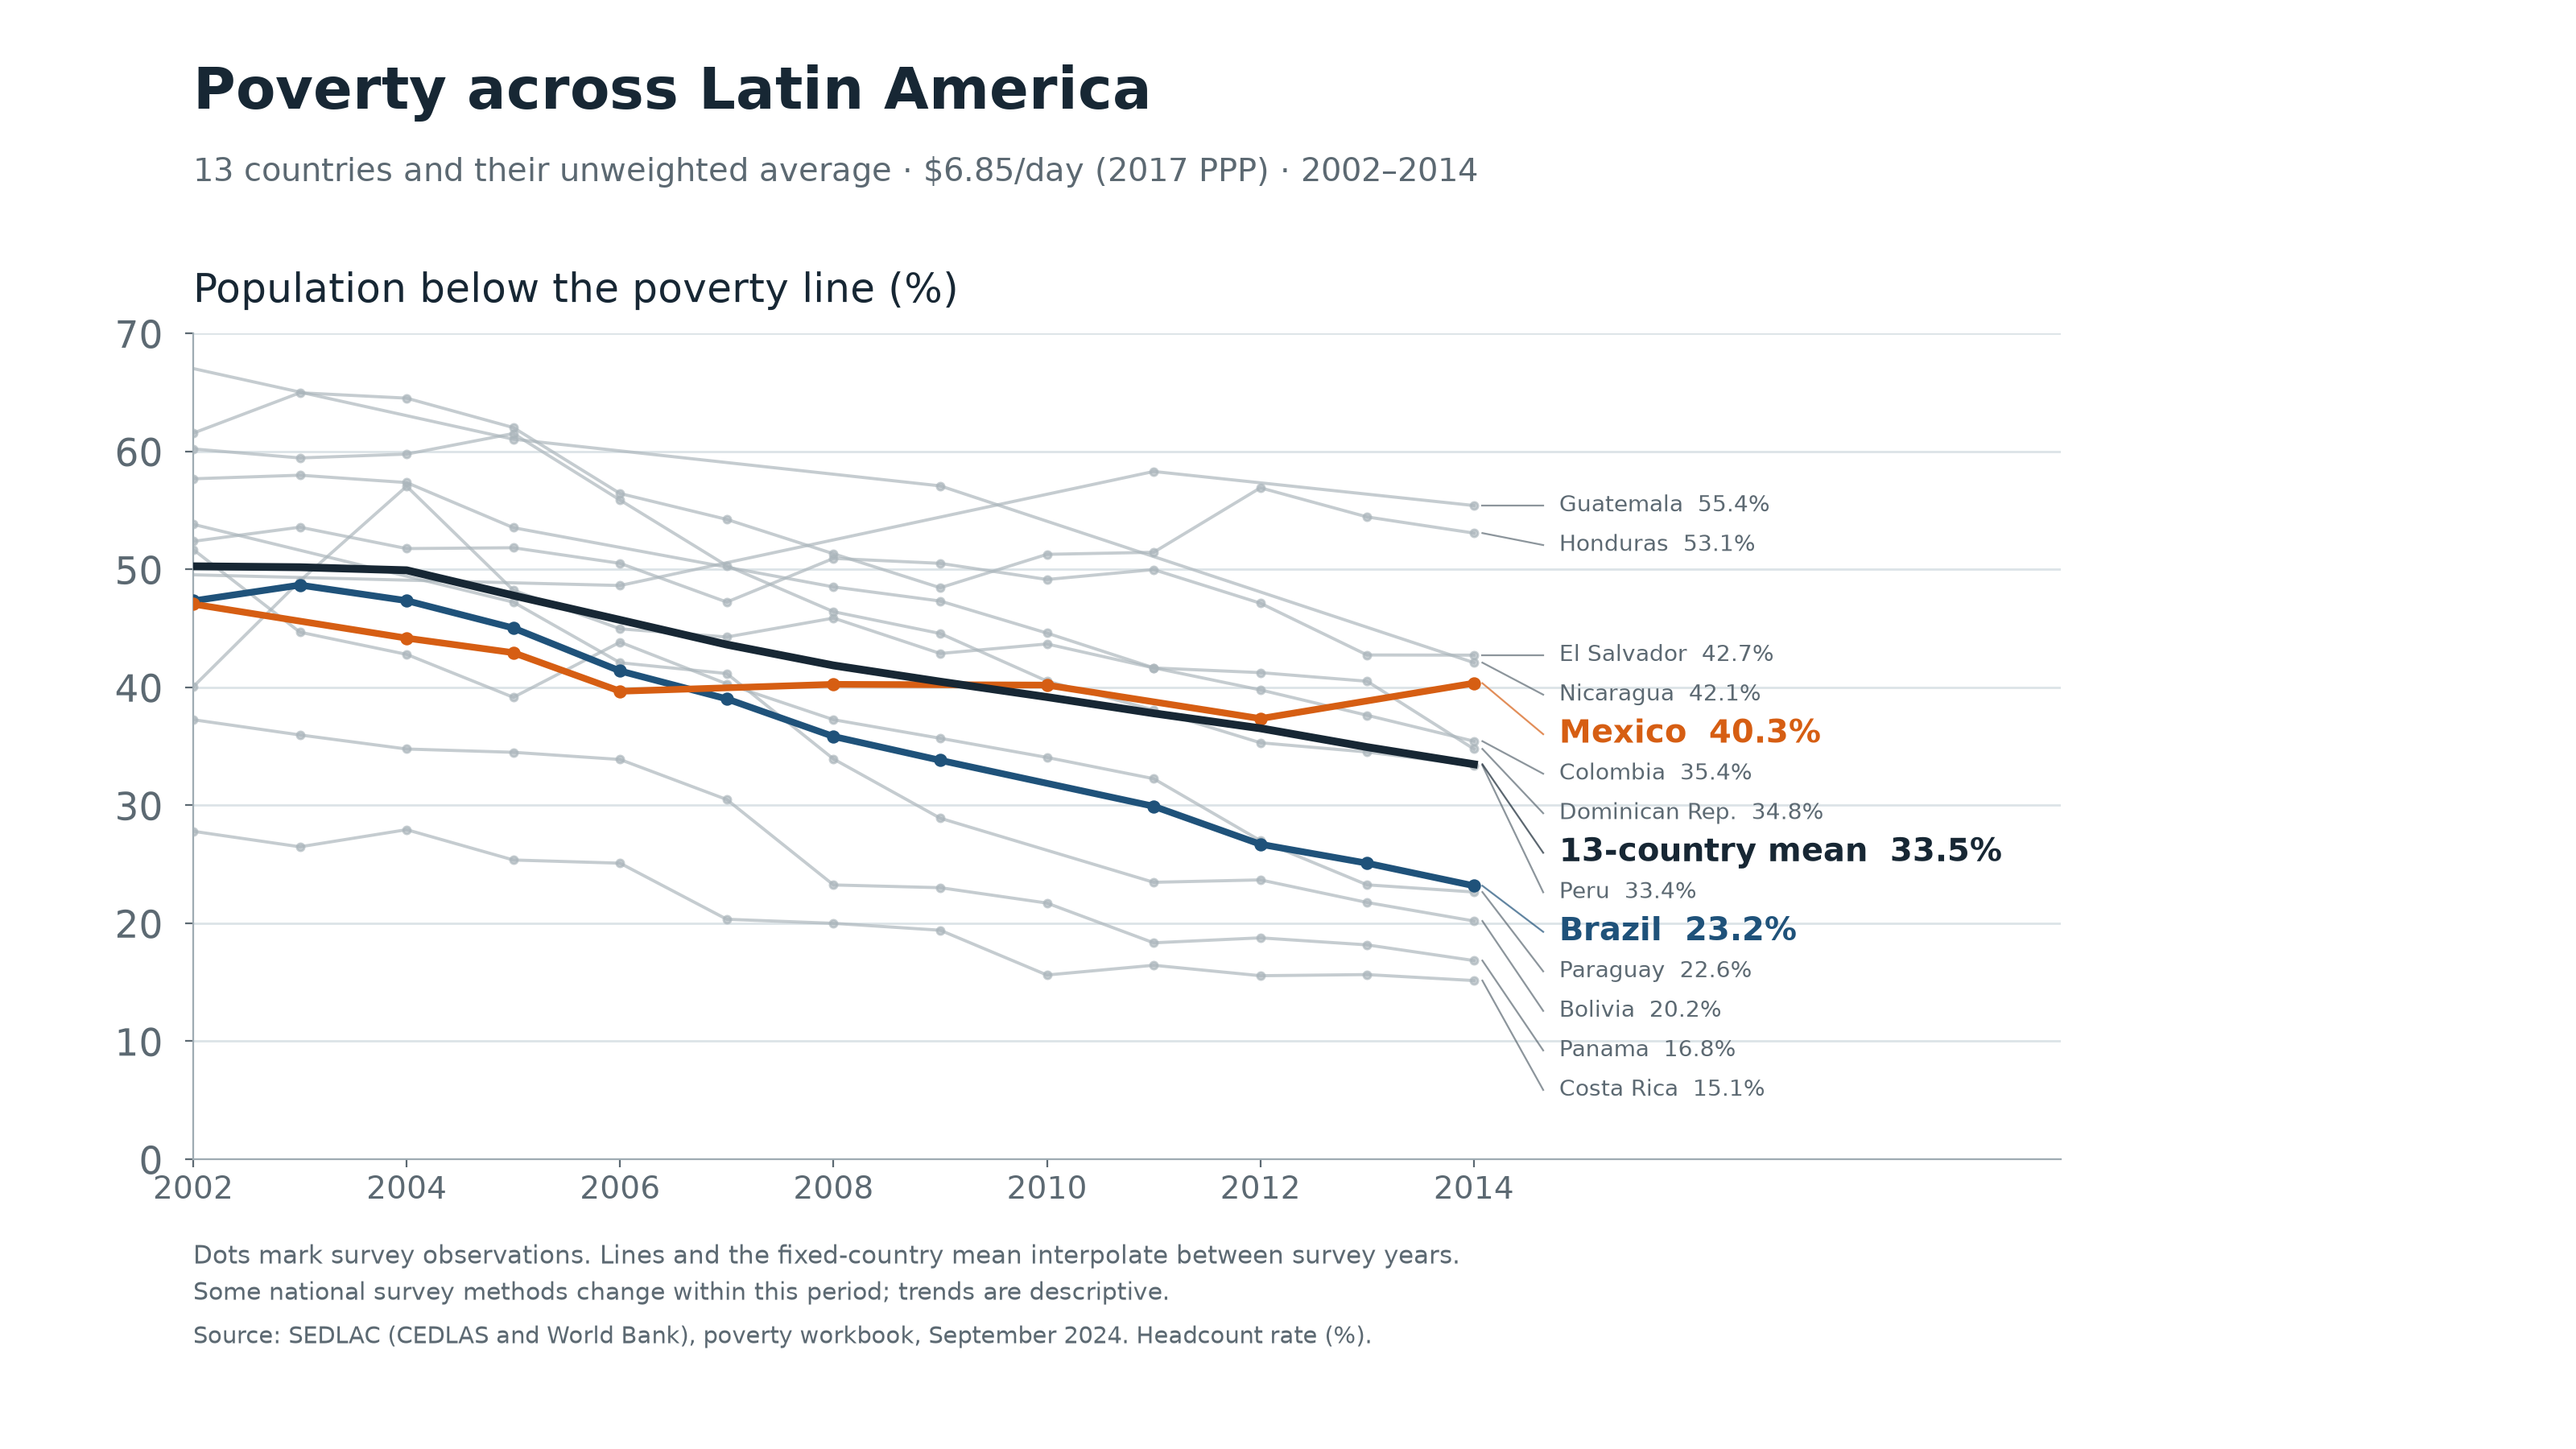 Poverty across Latin America
13 countries and their unweighted average · $6.85/day (2017 PPP) · 2002–2014
Population below the poverty line (%)
70
60
50
40
30
20
10
0
2002 2004 2006 2008 2010 2012 2014
Guatemala 55.4%
Honduras 53.1%
El Salvador 42.7%
Nicaragua 42.1%
Mexico 40.3%
Colombia 35.4%
Dominican Rep. 34.8%
13-country mean 33.5%
Peru 33.4%
Brazil 23.2%
Paraguay 22.6%
Bolivia 20.2%
Panama 16.8%
Costa Rica 15.1%
Dots mark survey observations. Lines and the fixed-country mean interpolate between survey years.
Some national survey methods change within this period; trends are descriptive.
Source: SEDLAC (CEDLAS and World Bank), poverty workbook, September 2024. Headcount rate (%).